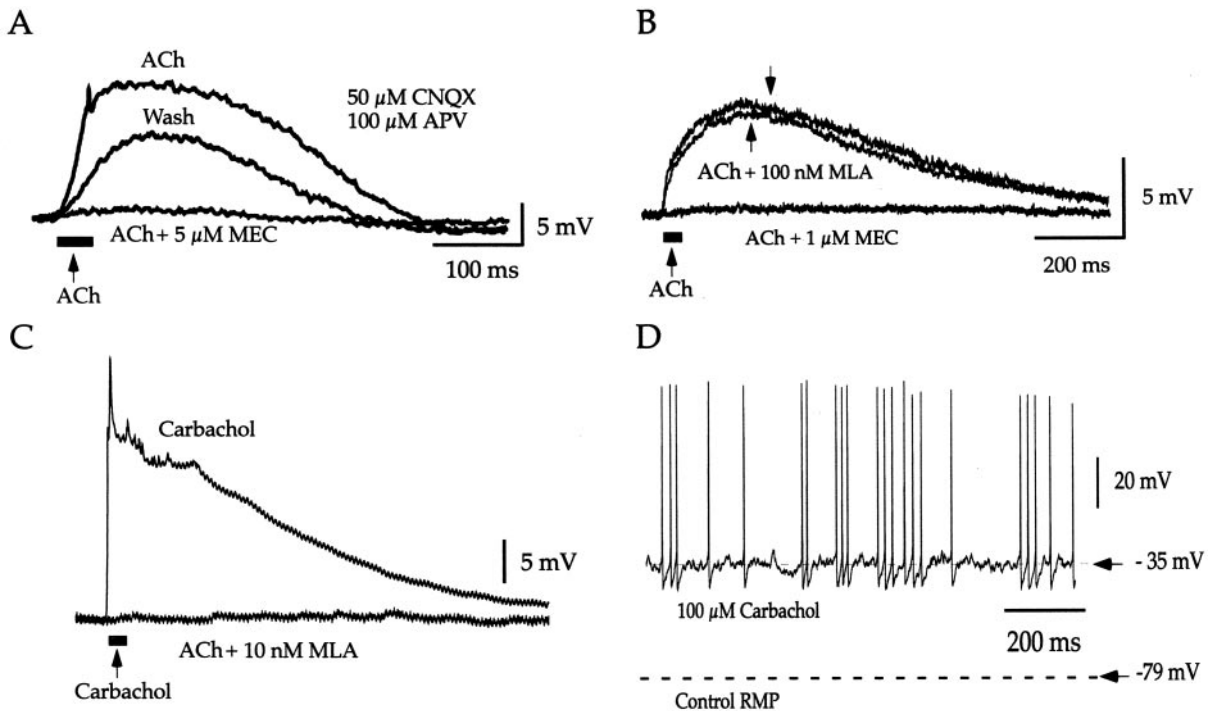 A
ACh
Wash
50 μM CNQX
100 μM APV
ACh + 5 μM MEC
5 mV
100 ms
ACh
B
ACh + 100 nM MLA
5 mV
ACh + 1 μM MEC
200 ms
ACh
C
Carbachol
5 mV
ACh + 10 nM MLA
Carbachol
D
20 mV
- 35 mV
100 μM Carbachol
200 ms
-79 mV
Control RMP